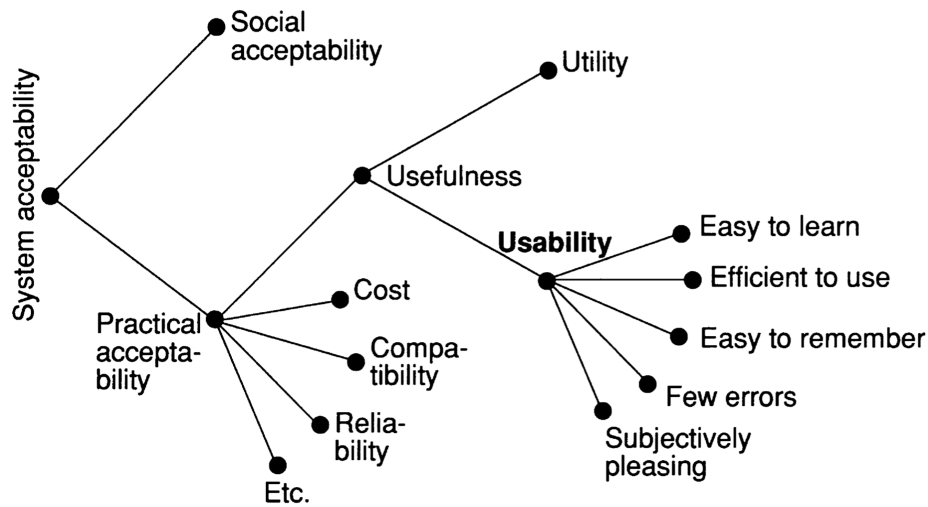 System acceptability
Social
acceptability
Practical
accepta-
bility
Usefulness
Utility
Usability
Easy to learn
Efficient to use
Easy to remember
Few errors
Subjectively
pleasing
Cost
Compa-
tibility
Relia-
bility
Etc.